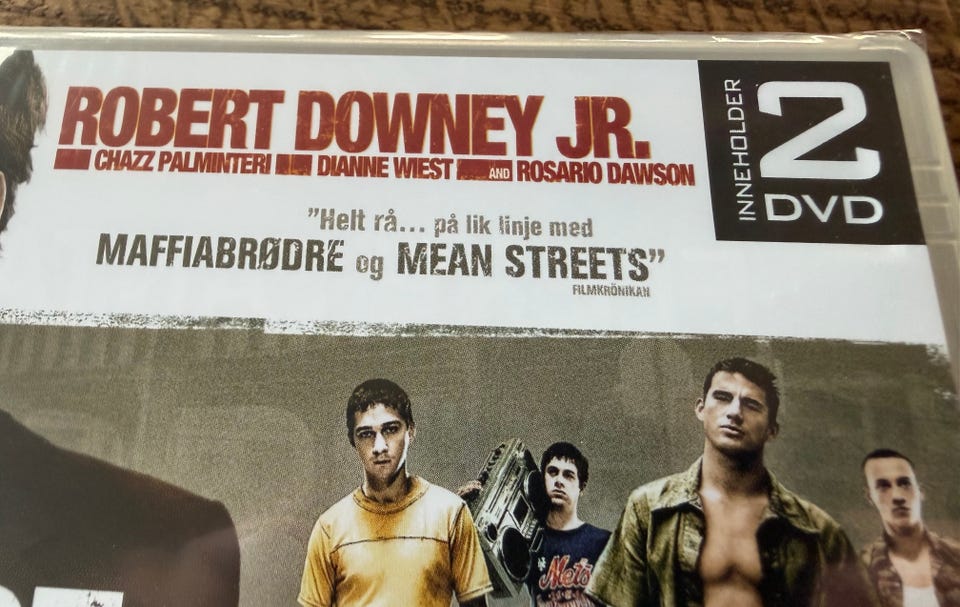 ROBERT DOWNEY JR.
CHAZZ PALMINTERI DIANNE WIEST AND ROSARIO DAWSON
INNEHOLDER
2
DVD
"Helt rå... på lik linje med
MAFFIABRØDRE og MEAN STREETS"
FILMKRÖNIKAN
Mets